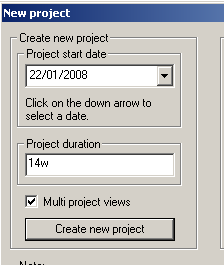 New project
Create new project
Project start date
22/01/2008
Click on the down arrow to
select a date.
Project duration
14w
Multi project views
Create new project
Note: